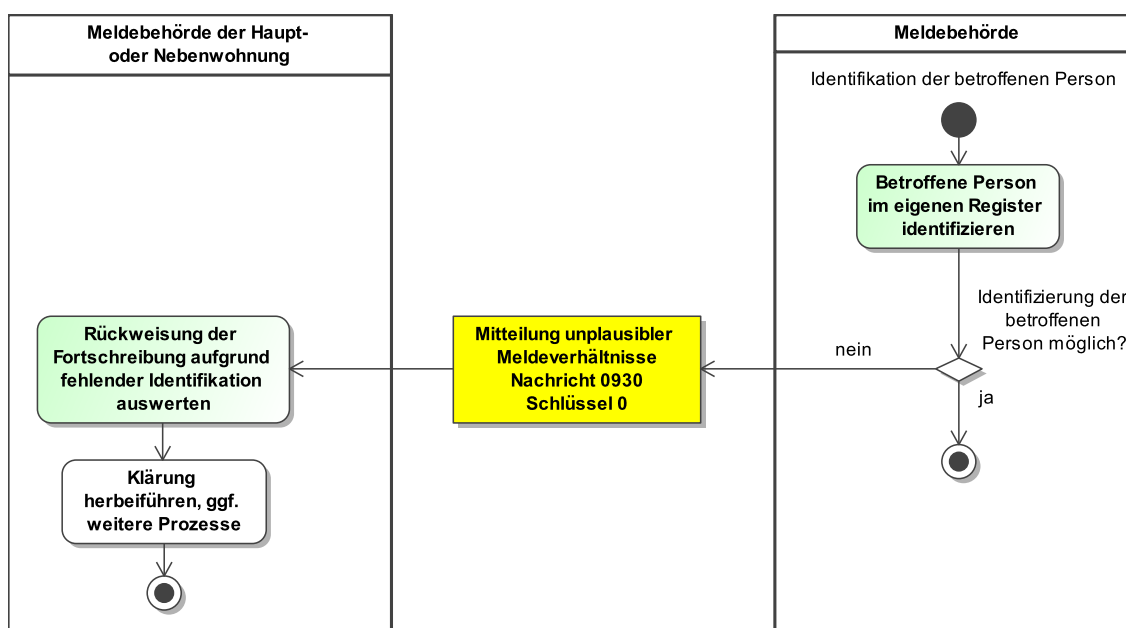 Meldebehörde der Haupt-
oder Nebenwohnung
Meldebehörde
Identifikation der betroffenen Person
Betroffene Person
im eigenen Register
identifizieren
Identifizierung der
betroffenen
Person möglich?
nein
ja
Mitteilung unplausibler
Meldeverhältnisse
Nachricht 0930
Schlüssel 0
Rückweisung der
Fortschreibung aufgrund
fehlender Identifikation
auswerten
Klärung
herbeiführen, ggf.
weitere Prozesse